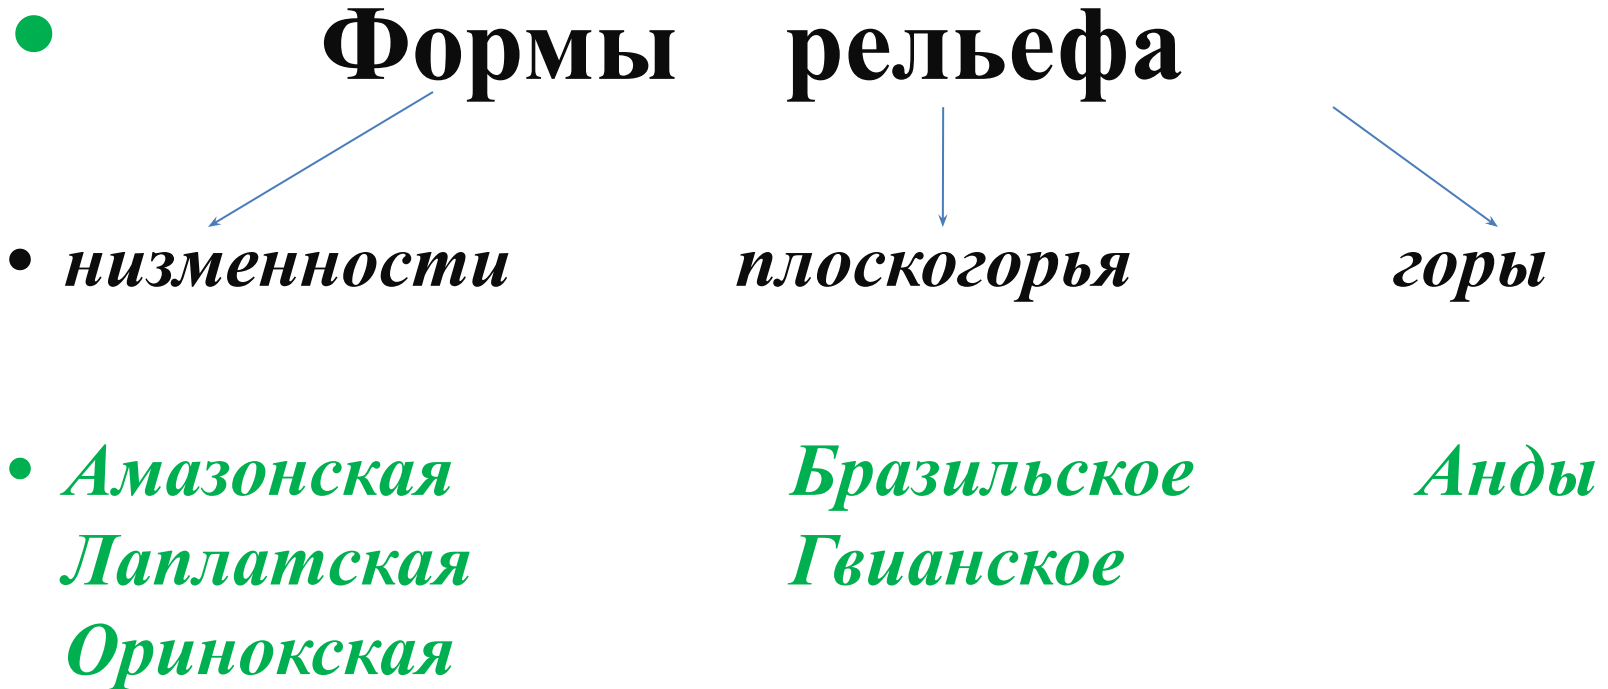 • Формы рельефа
• низменности плоскогорья горы
• Амазонская Бразильское Анды
Лаплатская Гвианское
Оринокская